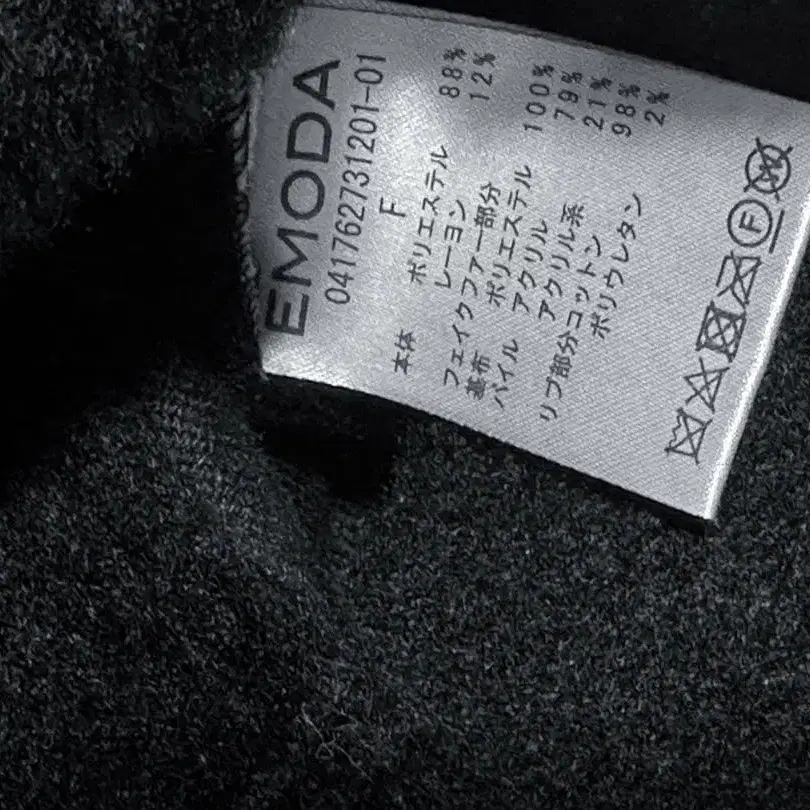 EMODA
041762731201-01
F
本体 ポリエステル 88%
レーヨン 12%
フェイクファー部分
基布 ポリエステル 100%
パイル アクリル 79%
アクリル系 21%
リブ部分コットン 98%
ポリウレタン 2%
F
W